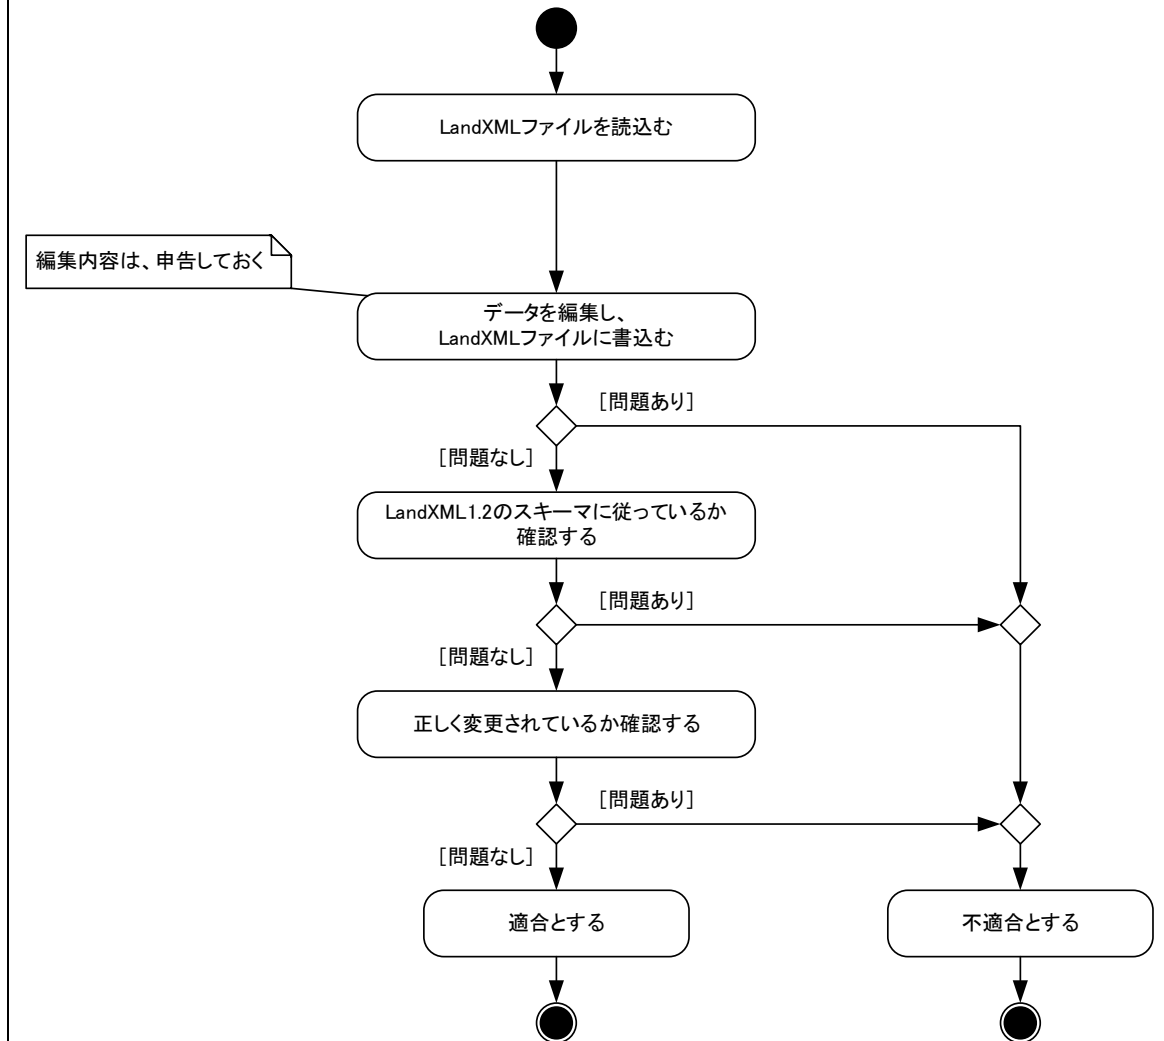 LandXMLファイルを読込む
編集内容は、申告しておく
データを編集し、
LandXMLファイルに書込む
[問題あり]
[問題なし]
LandXML1.2のスキーマに従っているか
確認する
[問題あり]
[問題なし]
正しく変更されているか確認する
[問題あり]
[問題なし]
適合とする
不適合とする